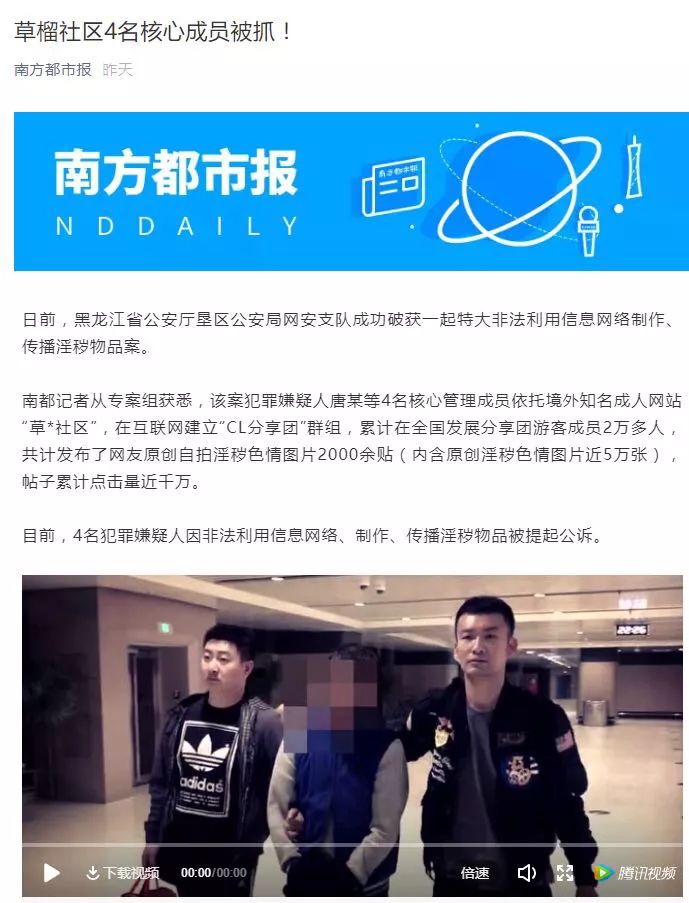 草榴社区4名核心成员被抓！
南方都市报 昨天
南方都市报
南方都市报
NDDAILY
日前，黑龙江省公安厅垦区公安局网安支队成功破获一起特大非法利用信息网络制作、
传播淫秽物品案。
南都记者从专案组获悉，该案犯罪嫌疑人唐某等4名核心管理成员依托境外知名成人网站
“草*社区”，在互联网建立“CL分享团”群组，累计在全国发展分享团游客成员2万多人，
共计发布了网友原创自拍淫秽色情图片2000余贴（内含原创淫秽色情图片近5万张），
帖子累计点击量近千万。
目前，4名犯罪嫌疑人因非法利用信息网络、制作、传播淫秽物品被提起公诉。
22:26
adidas
下载视频 00:00/00:00 倍速 腾讯视频